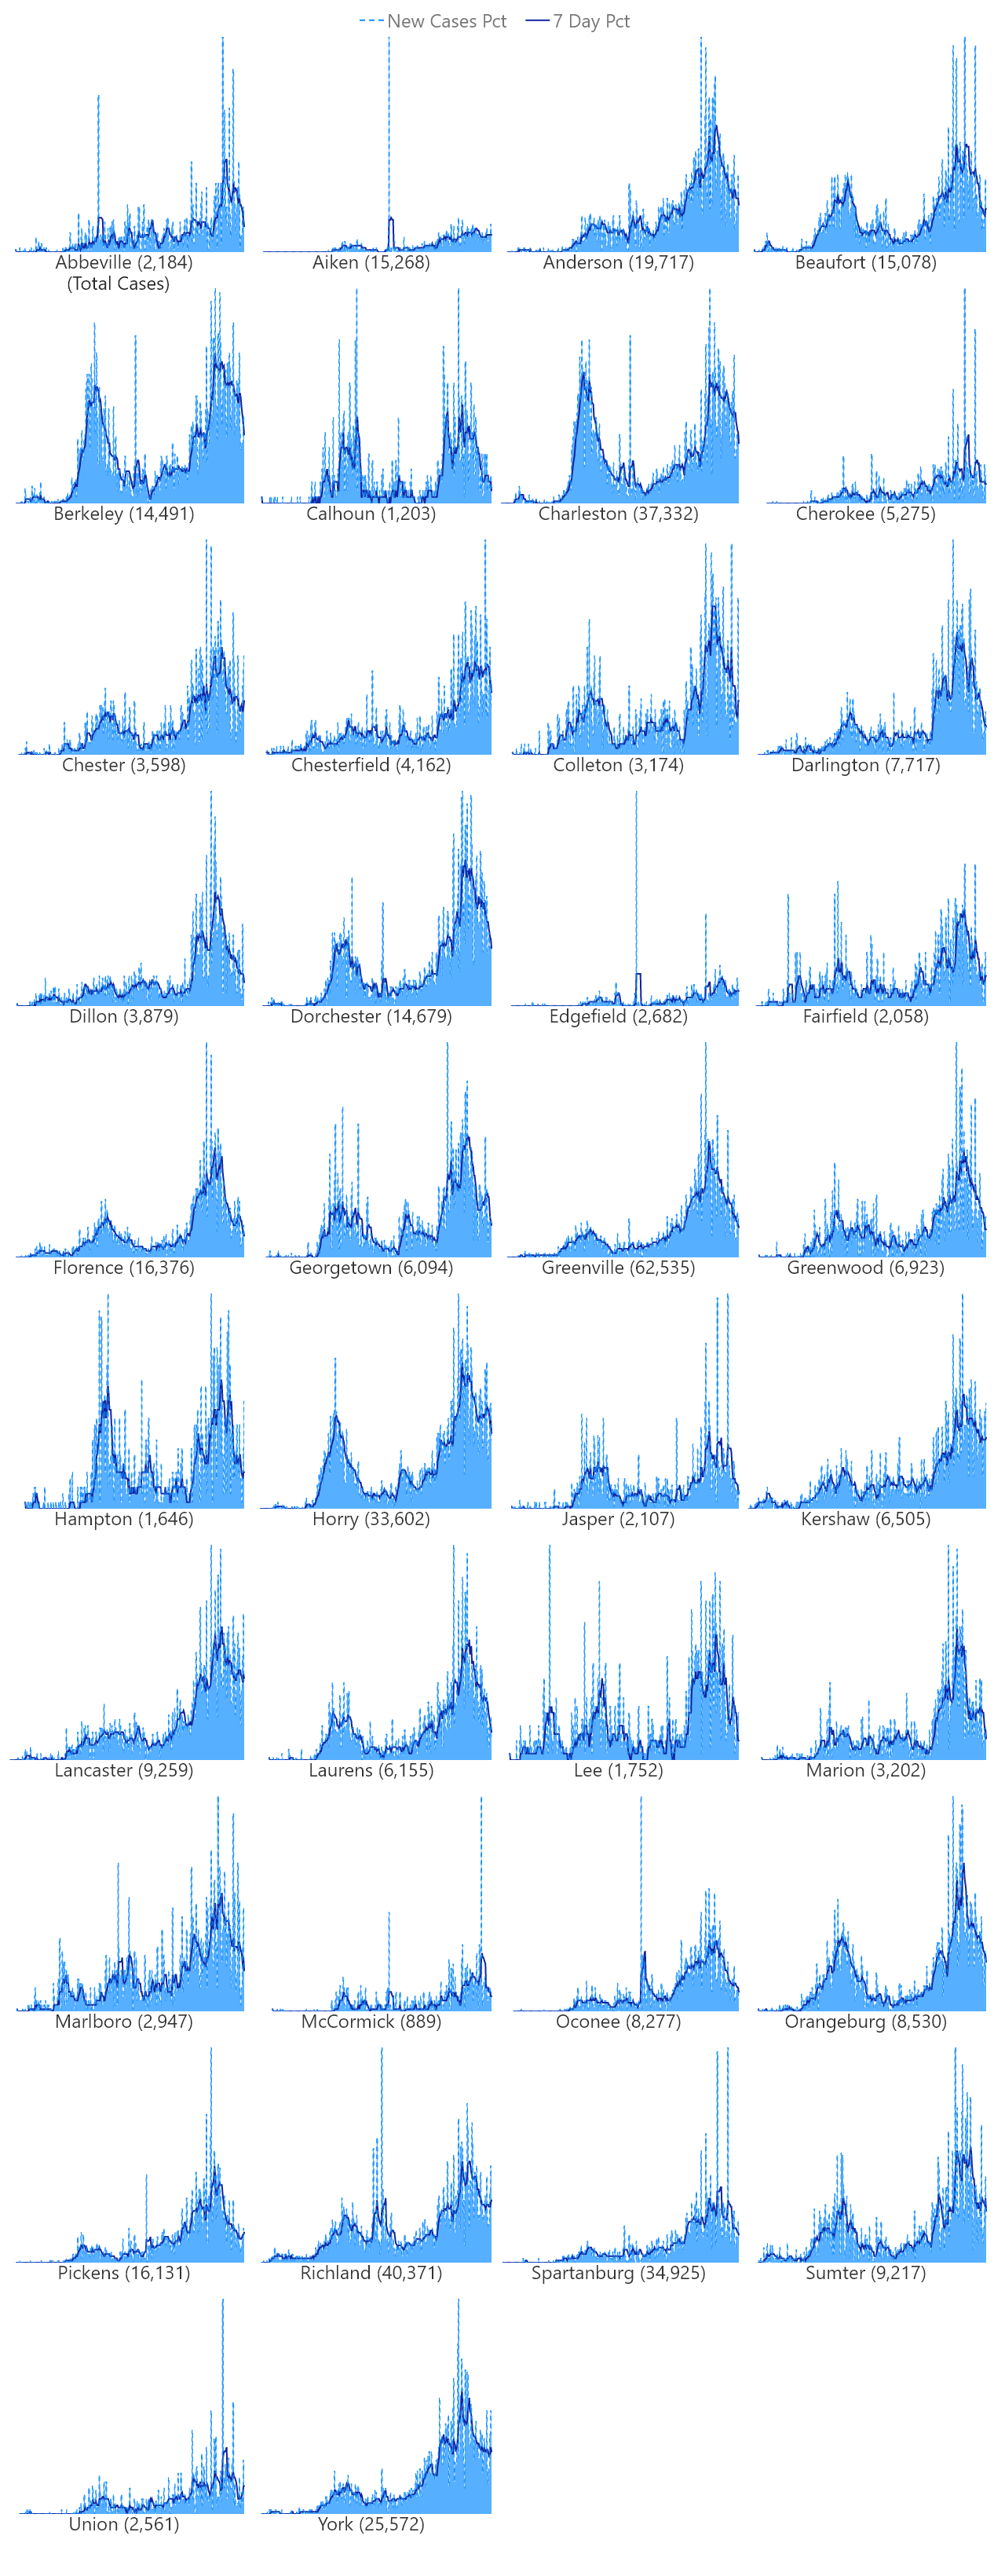 New Cases Pct 7 Day Pct
Abbeville (2,184) Aiken (15,268) Anderson (19,717) Beaufort (15,078)
(Total Cases)
Berkeley (14,491) Calhoun (1,203) Charleston (37,332) Cherokee (5,275)
Chester (3,598) Chesterfield (4,162) Colleton (3,174) Darlington (7,717)
Dillon (3,879) Dorchester (14,679) Edgefield (2,682) Fairfield (2,058)
Florence (16,376) Georgetown (6,094) Greenville (62,535) Greenwood (6,923)
Hampton (1,646) Horry (33,602) Jasper (2,107) Kershaw (6,505)
Lancaster (9,259) Laurens (6,155) Lee (1,752) Marion (3,202)
Marlboro (2,947) McCormick (889) Oconee (8,277) Orangeburg (8,530)
Pickens (16,131) Richland (40,371) Spartanburg (34,925) Sumter (9,217)
Union (2,561) York (25,572)